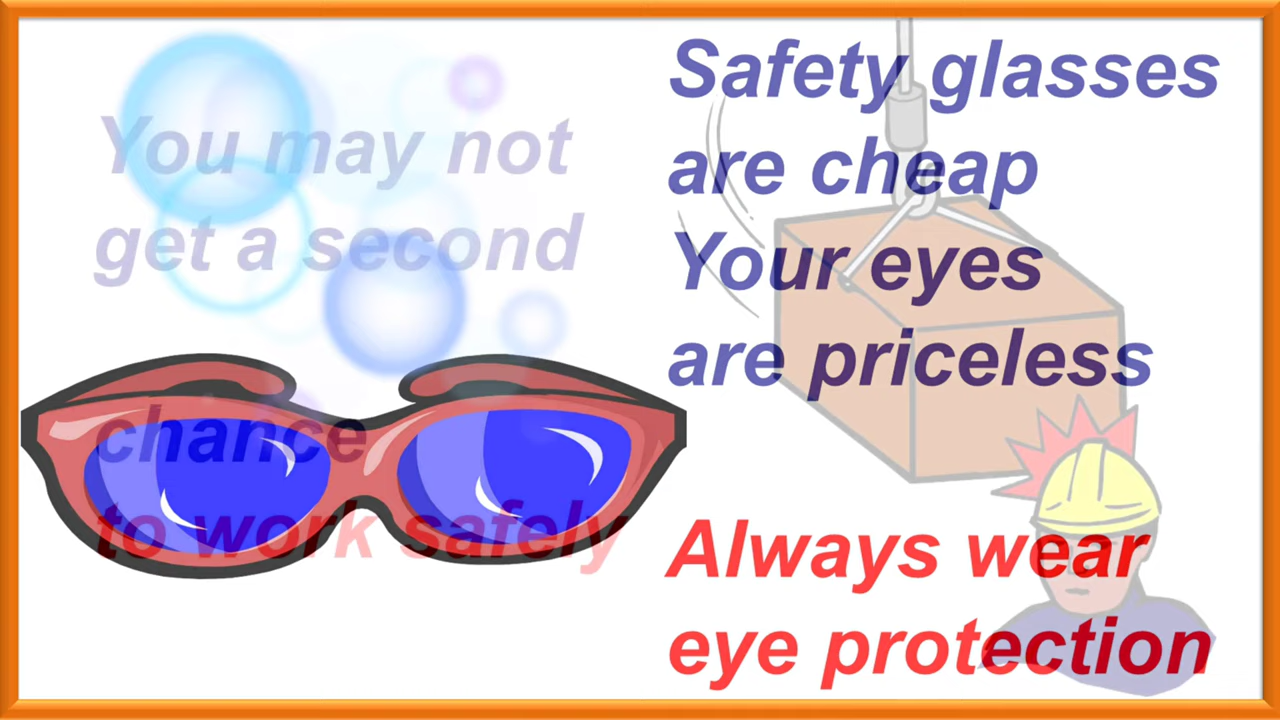 You may not
get a second
chance
to work safely
Safety glasses
are cheap
Your eyes
are priceless
Always wear
eye protection